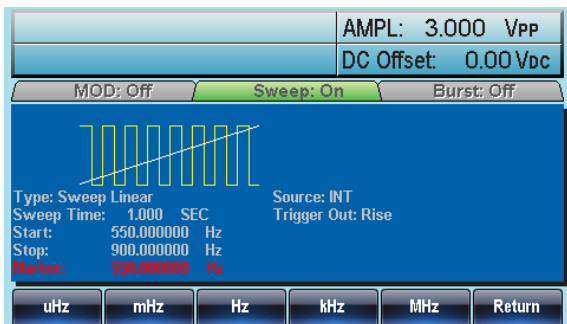 AMPL: 3.000 VPP
DC Offset: 0.00 VDC
MOD: Off Sweep: On Burst: Off
Type: Sweep Linear Source: INT
Sweep Time: 1.000 SEC Trigger Out: Rise
Start: 550.000000 Hz
Stop: 900.000000 Hz
Marker: 550.000000 Hz
uHz mHz Hz kHz MHz Return